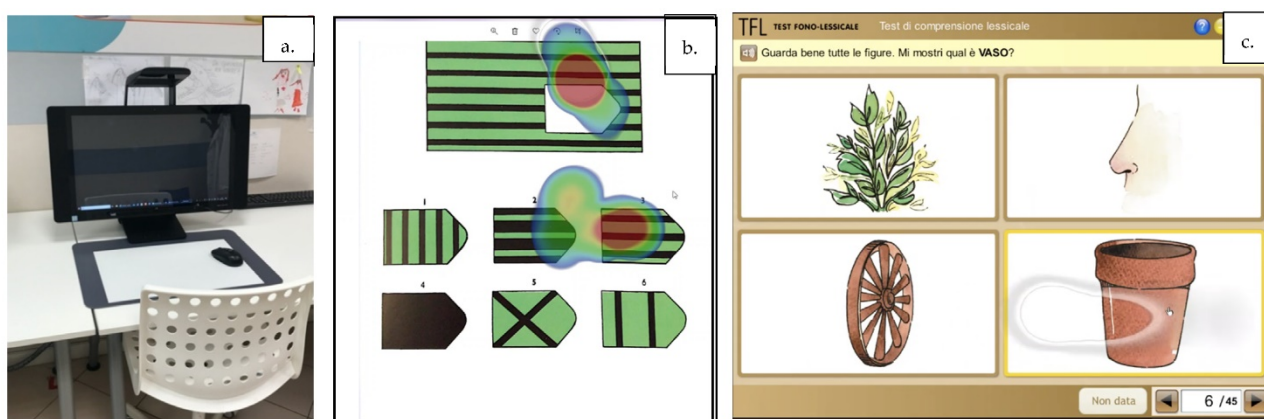 a.
b.
1 2 3
4 5 6
TFL TEST FONO-LESSICALE Test di comprensione lessicale ?
c.
Guarda bene tutte le figure. Mi mostri qual è VASO?
Non data 6 /45